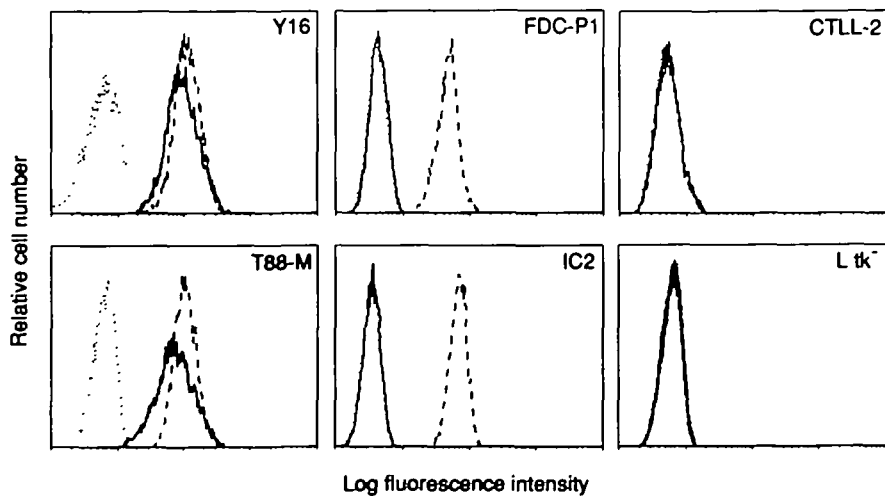 Y16
FDC-P1
CTLL-2
T88-M
IC2
L tk⁻
Relative cell number
Log fluorescence intensity